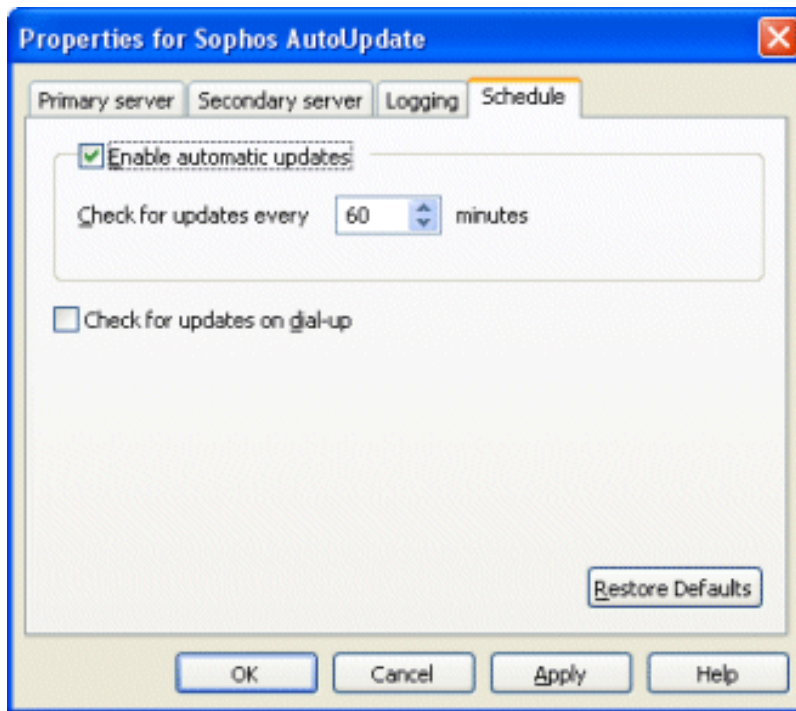 Properties for Sophos AutoUpdate
Primary server Secondary server Logging Schedule
Enable automatic updates
Check for updates every 60 minutes
Check for updates on dial-up
Restore Defaults
OK Cancel Apply Help